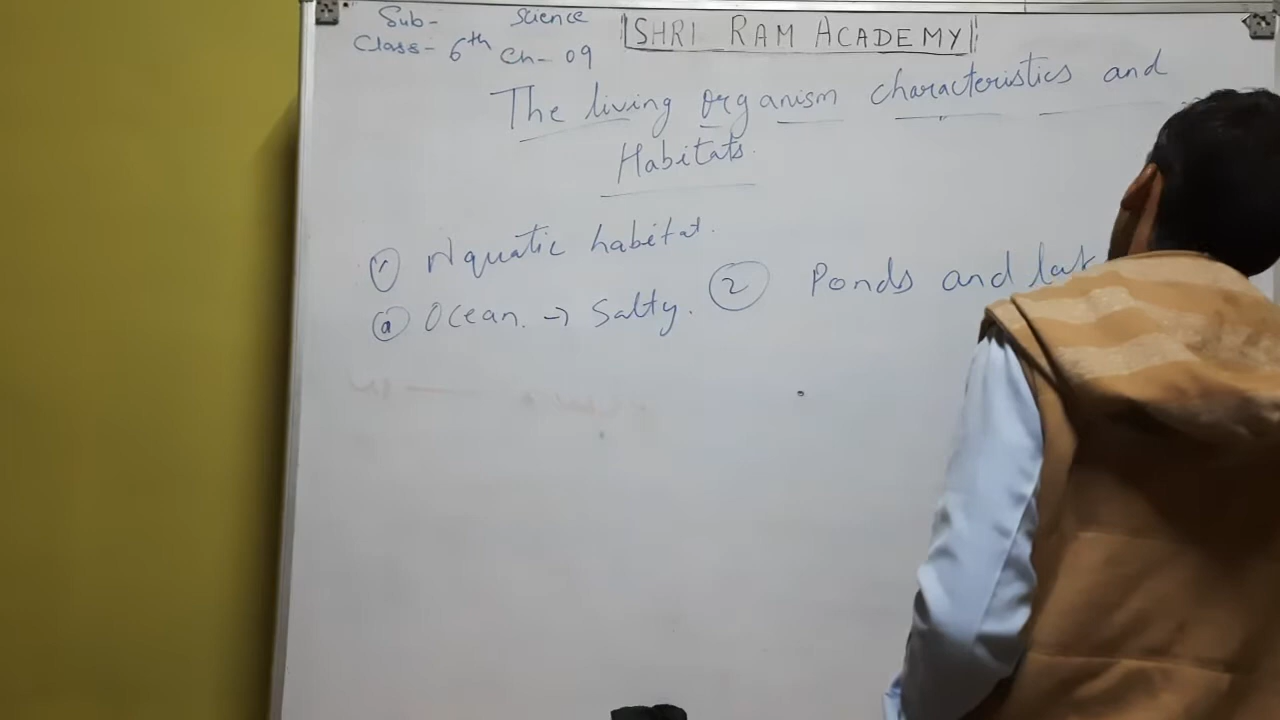 Sub- Science
Class- 6th Ch- 09
SHRI RAM ACADEMY
The living organism characteristics and
Habitats.
① Aquatic habitat.
ⓐ Ocean. → Salty.
② Ponds and lak